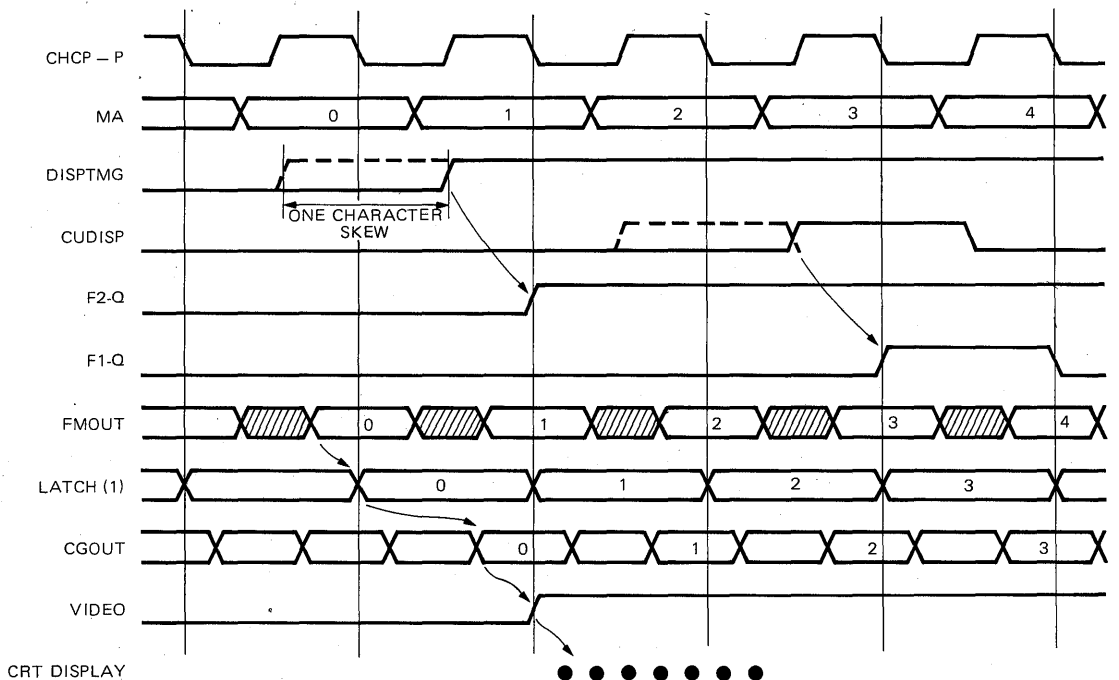 CHCP – P
MA 0 1 2 3 4
DISPTMG
ONE CHARACTER
SKEW
CUDISP
F2-Q
F1-Q
FMOUT 0 1 2 3 4
LATCH (1) 0 1 2 3
CGOUT 0 1 2 3
VIDEO
CRT DISPLAY